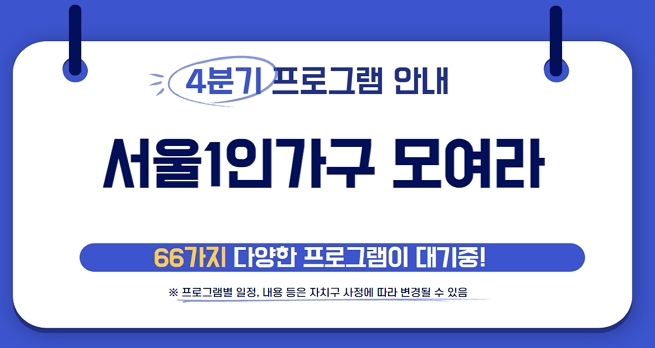 4분기 프로그램 안내
서울1인가구 모여라
66가지 다양한 프로그램이 대기중!
※ 프로그램별 일정, 내용 등은 자치구 사정에 따라 변경될 수 있음